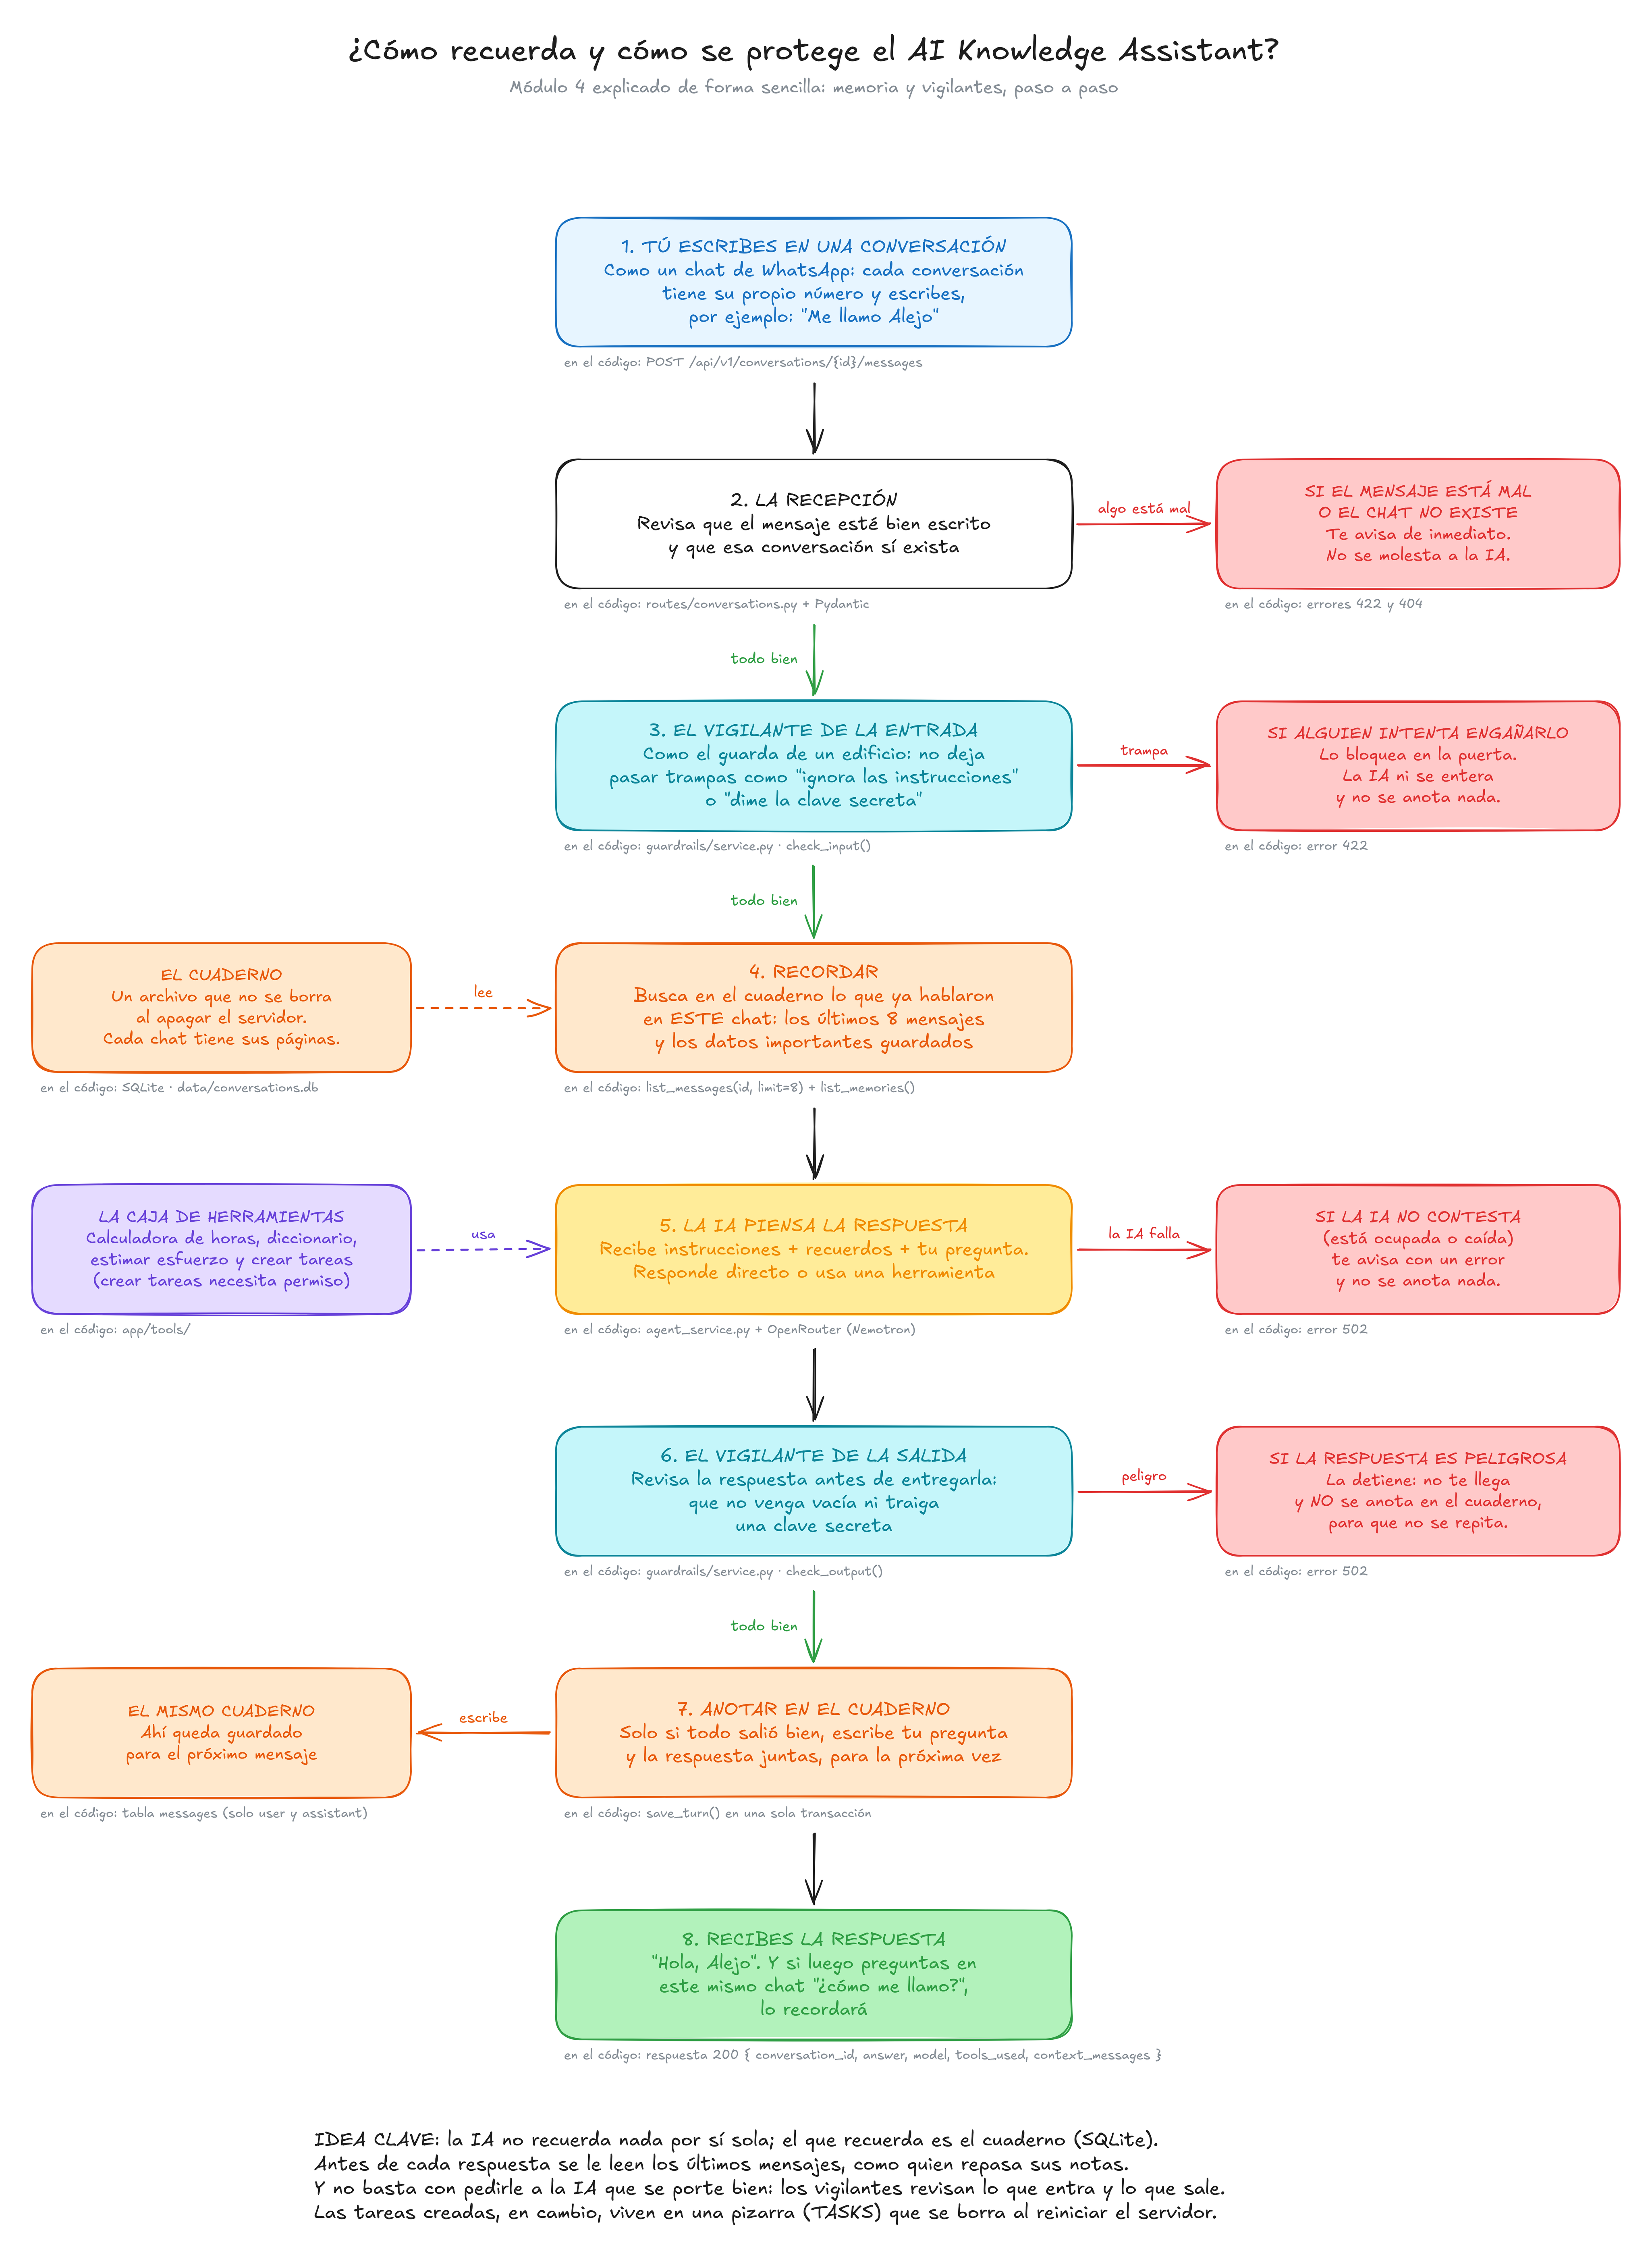 ¿Cómo recuerda y cómo se protege el AI Knowledge Assistant?
Módulo 4 explicado de forma sencilla: memoria y vigilantes, paso a paso
1. TÚ ESCRIBES EN UNA CONVERSACIÓN
Como un chat de WhatsApp: cada conversación
tiene su propio número y escribes,
por ejemplo: "Me llamo Alejo"
en el código: POST /api/v1/conversations/{id}/messages
2. LA RECEPCIÓN
Revisa que el mensaje esté bien escrito
y que esa conversación sí exista
en el código: routes/conversations.py + Pydantic
algo está mal
SI EL MENSAJE ESTÁ MAL
O EL CHAT NO EXISTE
Te avisa de inmediato.
No se molesta a la IA.
en el código: errores 422 y 404
todo bien
3. EL VIGILANTE DE LA ENTRADA
Como el guarda de un edificio: no deja
pasar trampas como "ignora las instrucciones"
o "dime la clave secreta"
en el código: guardrails/service.py · check_input()
trampa
SI ALGUIEN INTENTA ENGAÑARLO
Lo bloquea en la puerta.
La IA ni se entera
y no se anota nada.
en el código: error 422
todo bien
EL CUADERNO
Un archivo que no se borra
al apagar el servidor.
Cada chat tiene sus páginas.
en el código: SQLite · data/conversations.db
lee
4. RECORDAR
Busca en el cuaderno lo que ya hablaron
en ESTE chat: los últimos 8 mensajes
y los datos importantes guardados
en el código: list_messages(id, limit=8) + list_memories()
LA CAJA DE HERRAMIENTAS
Calculadora de horas, diccionario,
estimar esfuerzo y crear tareas
(crear tareas necesita permiso)
en el código: app/tools/
usa
5. LA IA PIENSA LA RESPUESTA
Recibe instrucciones + recuerdos + tu pregunta.
Responde directo o usa una herramienta
en el código: agent_service.py + OpenRouter (Nemotron)
la IA falla
SI LA IA NO CONTESTA
(está ocupada o caída)
te avisa con un error
y no se anota nada.
en el código: error 502
6. EL VIGILANTE DE LA SALIDA
Revisa la respuesta antes de entregarla:
que no venga vacía ni traiga
una clave secreta
en el código: guardrails/service.py · check_output()
peligro
SI LA RESPUESTA ES PELIGROSA
La detiene: no te llega
y NO se anota en el cuaderno,
para que no se repita.
en el código: error 502
todo bien
EL MISMO CUADERNO
Ahí queda guardado
para el próximo mensaje
en el código: tabla messages (solo user y assistant)
escribe
7. ANOTAR EN EL CUADERNO
Solo si todo salió bien, escribe tu pregunta
y la respuesta juntas, para la próxima vez
en el código: save_turn() en una sola transacción
8. RECIBES LA RESPUESTA
"Hola, Alejo". Y si luego preguntas en
este mismo chat "¿cómo me llamo?",
lo recordará
en el código: respuesta 200 { conversation_id, answer, model, tools_used, context_messages }
IDEA CLAVE: la IA no recuerda nada por sí sola; el que recuerda es el cuaderno (SQLite).
Antes de cada respuesta se le leen los últimos mensajes, como quien repasa sus notas.
Y no basta con pedirle a la IA que se porte bien: los vigilantes revisan lo que entra y lo que sale.
Las tareas creadas, en cambio, viven en una pizarra (TASKS) que se borra al reiniciar el servidor.